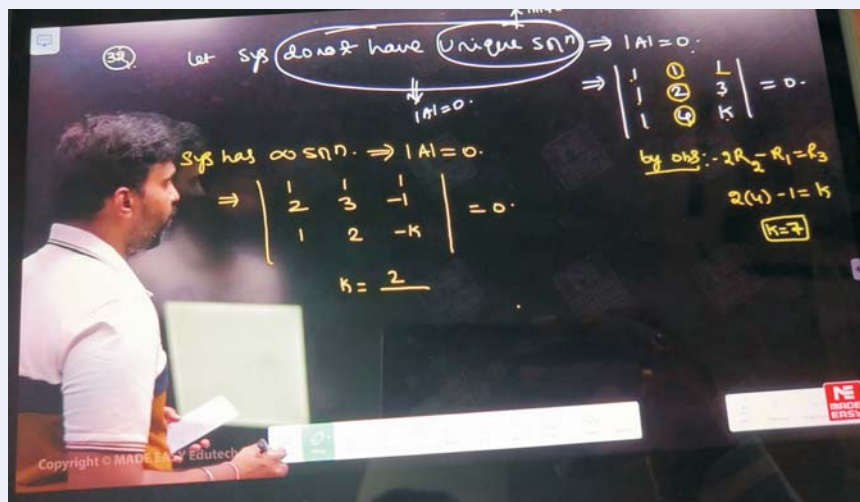 32. let sys do not have unique solⁿ ⇒ |A| = 0.
⇓
|A| = 0.
⇒ | 1 1 1 |
| 1 2 3 | = 0.
| 1 4 K |
by obs: - 2R₂ - R₁ = R₃
2(4) - 1 = K
K = 7
sys has ∞ solⁿ. ⇒ |A| = 0.
⇒ | 1 1 1 |
| 2 3 -1 | = 0.
| 1 2 -K |
K = 2
NE
MADE
EASY
Copyright © MADE EASY Edutech